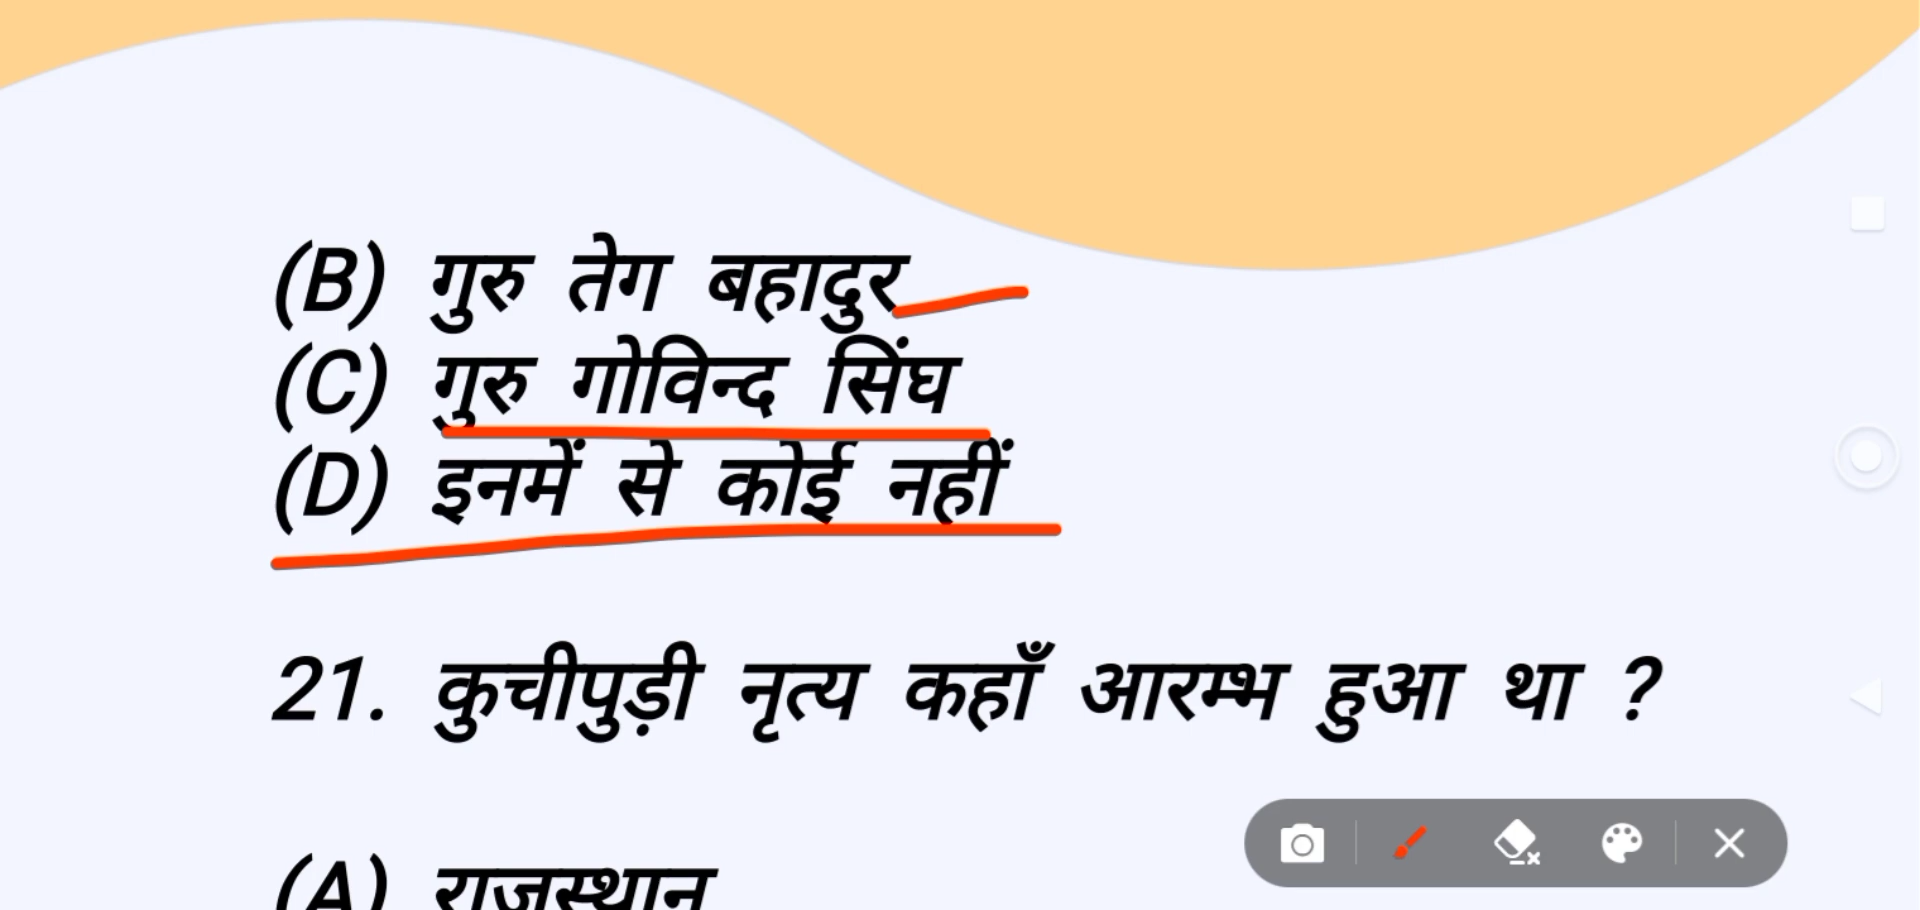 (B) गुरु तेग बहादुर
(C) गुरु गोविन्द सिंघ
(D) इनमें से कोई नहीं
21. कुचीपुड़ी नृत्य कहाँ आरम्भ हुआ था ?
(A) राजस्थान